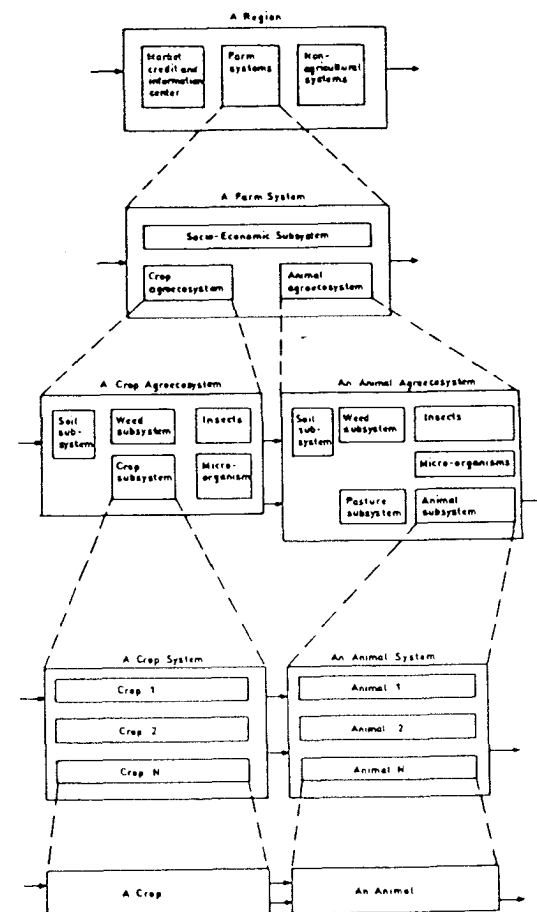 A Region
Market
credit and
information
center
Farm
systems
Non-
agricultural
systems
A Farm System
Socio-Economic Subsystem
Crop
agroecosystem
Animal
agroecosystem
A Crop Agroecosystem
Soil
sub-
system
Weed
subsystem
Insects
Crop
subsystem
Micro-
organism
An Animal Agroecosystem
Soil
sub-
system
Weed
subsystem
Insects
Micro-organisms
Pasture
subsystem
Animal
subsystem
A Crop System
Crop 1
Crop 2
Crop N
An Animal System
Animal 1
Animal 2
Animal N
A Crop
An Animal